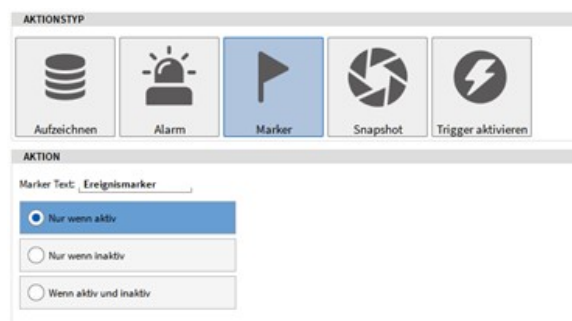 AKTIONSTYP
Aufzeichnen
Alarm
Marker
Snapshot
Trigger aktivieren
AKTION
Marker Text: Ereignismarker
Nur wenn aktiv
Nur wenn inaktiv
Wenn aktiv und inaktiv